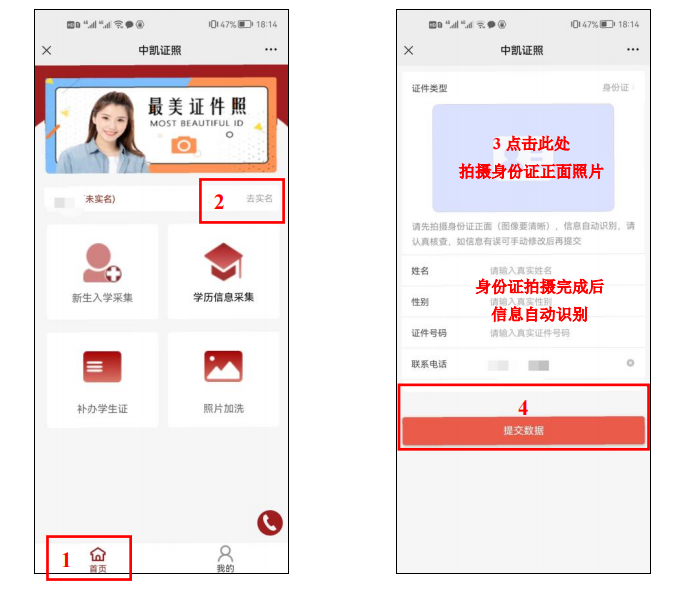 47% 18:14
中凯证照
最美证件照
MOST BEAUTIFUL ID
未实名)
2
去实名
新生入学采集
学历信息采集
补办学生证
照片加洗
1
首页
我的
47% 18:14
中凯证照
证件类型
身份证
3 点击此处
拍摄身份证正面照片
请先拍摄身份证正面（图像要清晰），信息自动识别，请
认真核查，如信息有误可手动修改后再提交
姓名
请输入真实姓名
身份证拍摄完成后
性别
请输入真实性别
信息自动识别
证件号码
请输入真实证件号码
联系电话
4
提交数据